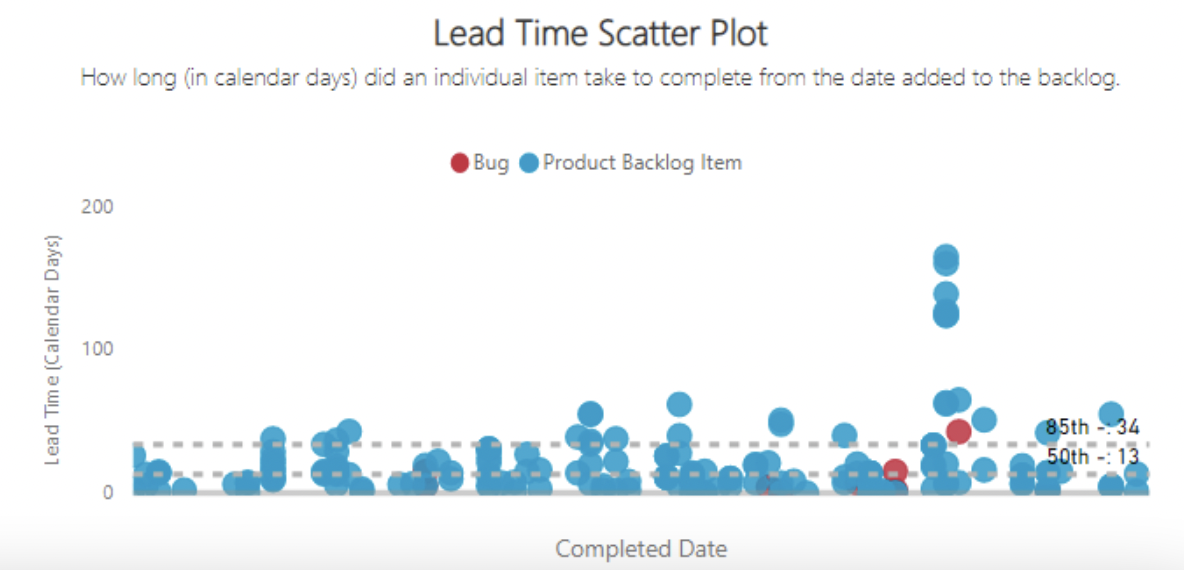 Lead Time Scatter Plot
How long (in calendar days) did an individual item take to complete from the date added to the backlog.
Bug Product Backlog Item
200
Lead Time (Calendar Days)
100
85th -: 34
50th -: 13
0
Completed Date